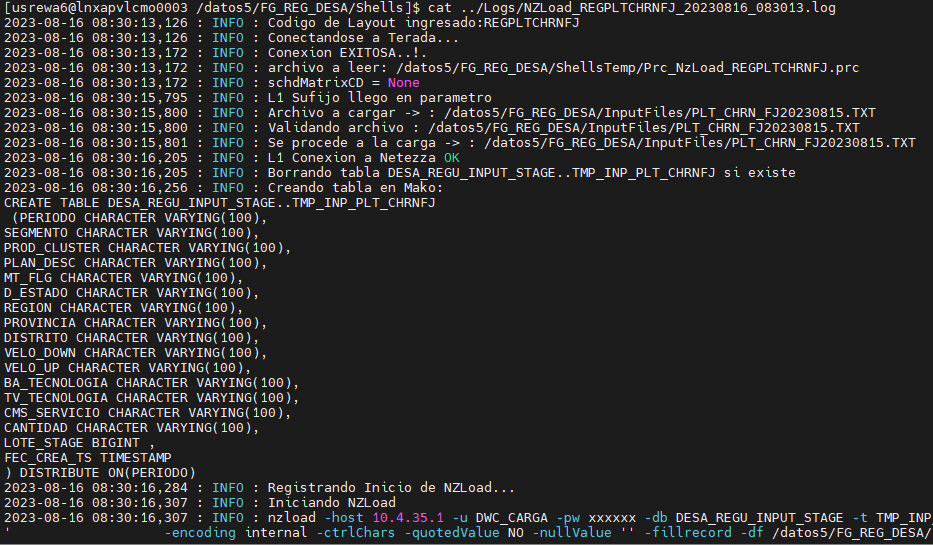 [usrewa6@lnxapvlcmo0003 /datos5/FG_REG_DESA/Shells]$ cat ../Logs/NZLoad_REGPLTCHRNFJ_20230816_083013.log
2023-08-16 08:30:13,126 : INFO : Codigo de Layout ingresado:REGPLTCHRNFJ
2023-08-16 08:30:13,126 : INFO : Conectandose a Terada...
2023-08-16 08:30:13,172 : INFO : Conexion EXITOSA..!.
2023-08-16 08:30:13,172 : INFO : archivo a leer: /datos5/FG_REG_DESA/ShellsTemp/Prc_NzLoad_REGPLTCHRNFJ.prc
2023-08-16 08:30:13,172 : INFO : schdMatrixCD = None
2023-08-16 08:30:15,795 : INFO : L1 Sufijo llego en parametro
2023-08-16 08:30:15,800 : INFO : Archivo a cargar -> : /datos5/FG_REG_DESA/InputFiles/PLT_CHRN_FJ20230815.TXT
2023-08-16 08:30:15,800 : INFO : Validando archivo : /datos5/FG_REG_DESA/InputFiles/PLT_CHRN_FJ20230815.TXT
2023-08-16 08:30:15,801 : INFO : Se procede a la carga -> : /datos5/FG_REG_DESA/InputFiles/PLT_CHRN_FJ20230815.TXT
2023-08-16 08:30:16,205 : INFO : L1 Conexion a Netezza OK
2023-08-16 08:30:16,205 : INFO : Borrando tabla DESA_REGU_INPUT_STAGE..TMP_INP_PLT_CHRNFJ si existe
2023-08-16 08:30:16,256 : INFO : Creando tabla en Mako:
CREATE TABLE DESA_REGU_INPUT_STAGE..TMP_INP_PLT_CHRNFJ
(PERIODO CHARACTER VARYING(100),
SEGMENTO CHARACTER VARYING(100),
PROD_CLUSTER CHARACTER VARYING(100),
PLAN_DESC CHARACTER VARYING(100),
MT_FLG CHARACTER VARYING(100),
D_ESTADO CHARACTER VARYING(100),
REGION CHARACTER VARYING(100),
PROVINCIA CHARACTER VARYING(100),
DISTRITO CHARACTER VARYING(100),
VELO_DOWN CHARACTER VARYING(100),
VELO_UP CHARACTER VARYING(100),
BA_TECNOLOGIA CHARACTER VARYING(100),
TV_TECNOLOGIA CHARACTER VARYING(100),
CMS_SERVICIO CHARACTER VARYING(100),
CANTIDAD CHARACTER VARYING(100),
LOTE_STAGE BIGINT ,
FEC_CREA_TS TIMESTAMP
) DISTRIBUTE ON(PERIODO)
2023-08-16 08:30:16,284 : INFO : Registrando Inicio de NZLoad...
2023-08-16 08:30:16,307 : INFO : Iniciando NZLoad
2023-08-16 08:30:16,307 : INFO : nzload -host 10.4.35.1 -u DWC_CARGA -pw xxxxxx -db DESA_REGU_INPUT_STAGE -t TMP_INP_
' -encoding internal -ctrlChars -quotedValue NO -nullValue '' -fillrecord -df /datos5/FG_REG_DESA/